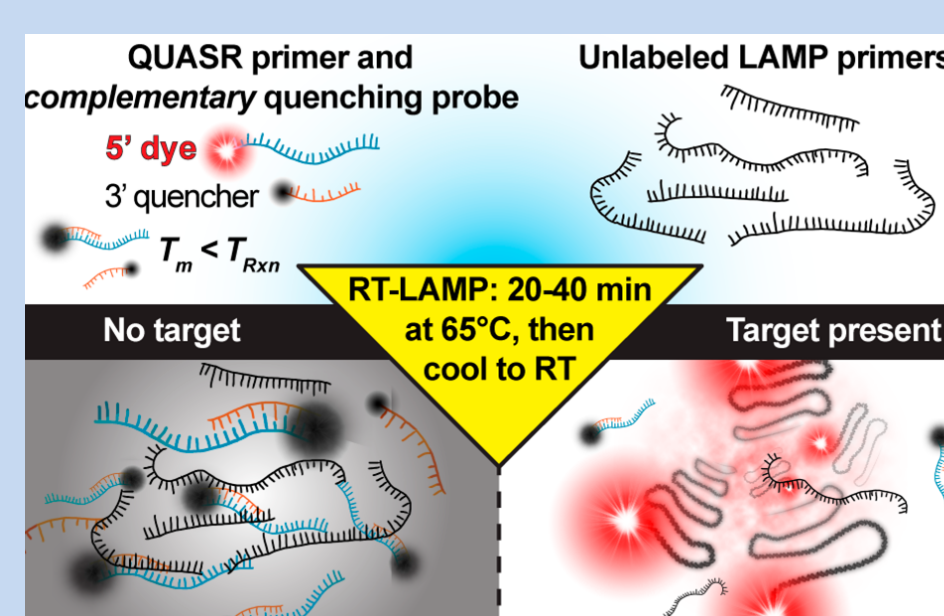 QUASR primer and
complementary quenching probe
5' dye
3' quencher
Tm < TRxn
Unlabeled LAMP primers
RT-LAMP: 20-40 min
at 65°C, then
cool to RT
No target
Target present